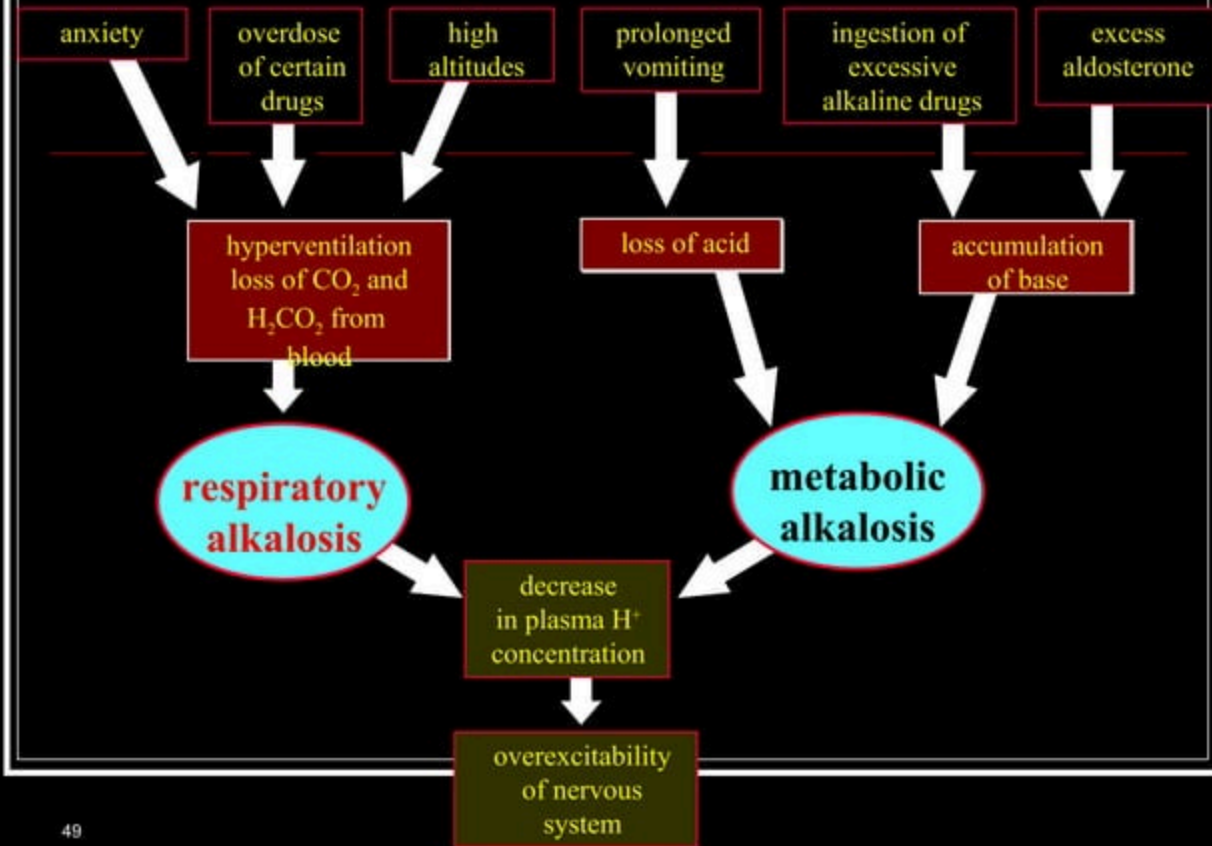 anxiety
overdose
of certain
drugs
high
altitudes
prolonged
vomiting
ingestion of
excessive
alkaline drugs
excess
aldosterone
hyperventilation
loss of CO₂ and
H₂CO₂ from
blood
loss of acid
accumulation
of base
respiratory
alkalosis
metabolic
alkalosis
decrease
in plasma H⁺
concentration
overexcitability
of nervous
system
49